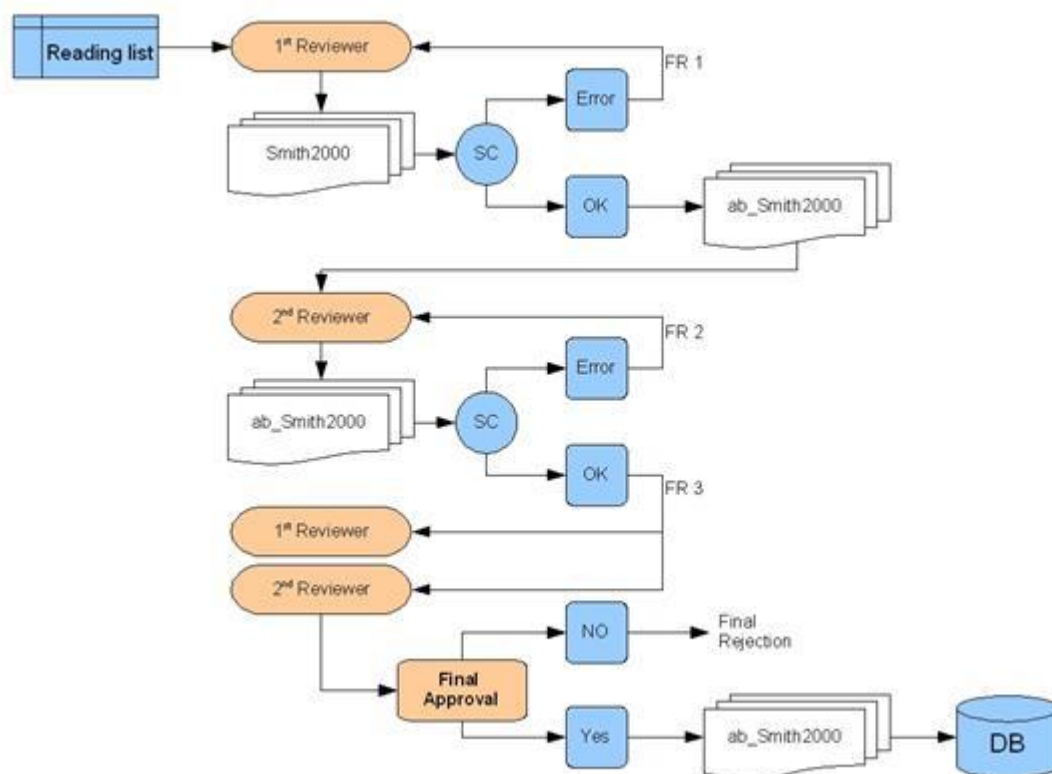 Reading list
1st Reviewer
FR 1
Error
Smith2000
SC
OK
ab_Smith2000
2nd Reviewer
FR 2
Error
ab_Smith2000
SC
OK
FR 3
1st Reviewer
2nd Reviewer
NO
Final
Rejection
Final
Approval
Yes
ab_Smith2000
DB